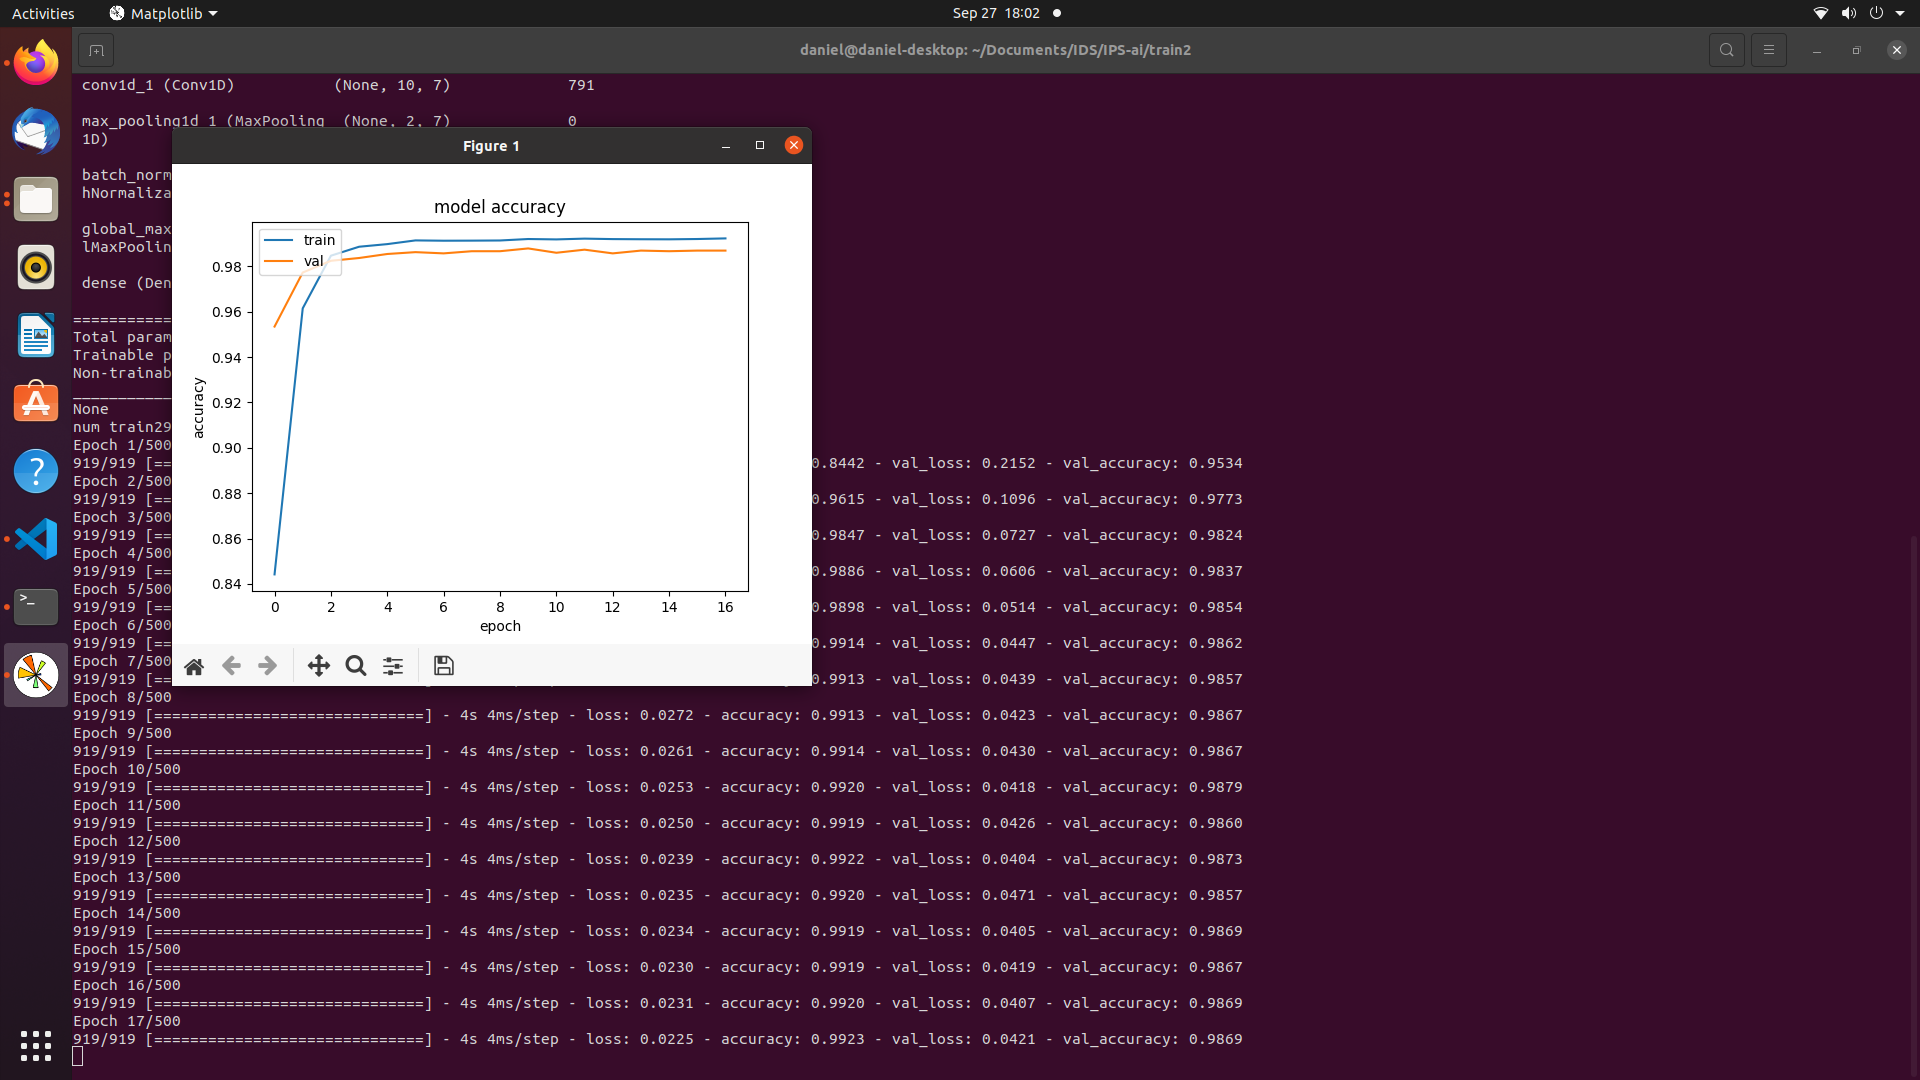 Activities
Matplotlib
Sep 27 18:02
daniel@daniel-desktop: ~/Documents/IDS/IPS-ai/train2
conv1d_1 (Conv1D) (None, 10, 7) 791
max_pooling1d_1 (MaxPooling (None, 2, 7) 0
1D)
batch_norm
hNormaliza
global_max
lMaxPoolin
dense (Den
============
Total param
Trainable p
Non-trainab
None
num train29
Epoch 1/500
919/919 [== 0.8442 - val_loss: 0.2152 - val_accuracy: 0.9534
Epoch 2/500
919/919 [== 0.9615 - val_loss: 0.1096 - val_accuracy: 0.9773
Epoch 3/500
919/919 [== 0.9847 - val_loss: 0.0727 - val_accuracy: 0.9824
Epoch 4/500
919/919 [== 0.9886 - val_loss: 0.0606 - val_accuracy: 0.9837
Epoch 5/500
919/919 [== 0.9898 - val_loss: 0.0514 - val_accuracy: 0.9854
Epoch 6/500
919/919 [== 0.9914 - val_loss: 0.0447 - val_accuracy: 0.9862
Epoch 7/500
919/919 [== 0.9913 - val_loss: 0.0439 - val_accuracy: 0.9857
Epoch 8/500
919/919 [==============================] - 4s 4ms/step - loss: 0.0272 - accuracy: 0.9913 - val_loss: 0.0423 - val_accuracy: 0.9867
Epoch 9/500
919/919 [==============================] - 4s 4ms/step - loss: 0.0261 - accuracy: 0.9914 - val_loss: 0.0430 - val_accuracy: 0.9867
Epoch 10/500
919/919 [==============================] - 4s 4ms/step - loss: 0.0253 - accuracy: 0.9920 - val_loss: 0.0418 - val_accuracy: 0.9879
Epoch 11/500
919/919 [==============================] - 4s 4ms/step - loss: 0.0250 - accuracy: 0.9919 - val_loss: 0.0426 - val_accuracy: 0.9860
Epoch 12/500
919/919 [==============================] - 4s 4ms/step - loss: 0.0239 - accuracy: 0.9922 - val_loss: 0.0404 - val_accuracy: 0.9873
Epoch 13/500
919/919 [==============================] - 4s 4ms/step - loss: 0.0235 - accuracy: 0.9920 - val_loss: 0.0471 - val_accuracy: 0.9857
Epoch 14/500
919/919 [==============================] - 4s 4ms/step - loss: 0.0234 - accuracy: 0.9919 - val_loss: 0.0405 - val_accuracy: 0.9869
Epoch 15/500
919/919 [==============================] - 4s 4ms/step - loss: 0.0230 - accuracy: 0.9919 - val_loss: 0.0419 - val_accuracy: 0.9867
Epoch 16/500
919/919 [==============================] - 4s 4ms/step - loss: 0.0231 - accuracy: 0.9920 - val_loss: 0.0407 - val_accuracy: 0.9869
Epoch 17/500
919/919 [==============================] - 4s 4ms/step - loss: 0.0225 - accuracy: 0.9923 - val_loss: 0.0421 - val_accuracy: 0.9869
Figure 1
model accuracy
train
val
0.98
0.96
0.94
0.92
0.90
0.88
0.86
0.84
accuracy
0 2 4 6 8 10 12 14 16
epoch